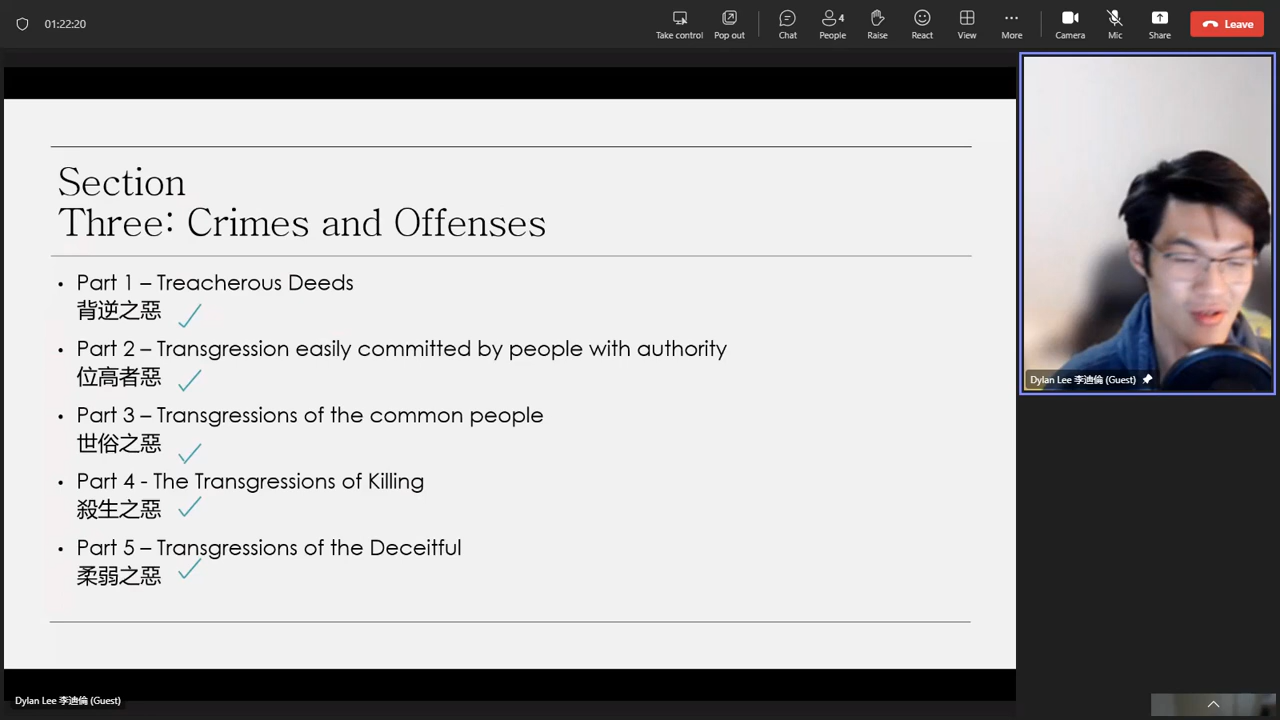 01:22:20
Take control
Pop out
Chat
4
People
Raise
React
View
More
Camera
Mic
Share
Leave
Section
Three: Crimes and Offenses
• Part 1 – Treacherous Deeds
背逆之惡
• Part 2 – Transgression easily committed by people with authority
位高者惡
• Part 3 – Transgressions of the common people
世俗之惡
• Part 4 - The Transgressions of Killing
殺生之惡
• Part 5 – Transgressions of the Deceitful
柔弱之惡
Dylan Lee 李迪倫 (Guest)
Dylan Lee 李迪倫 (Guest)